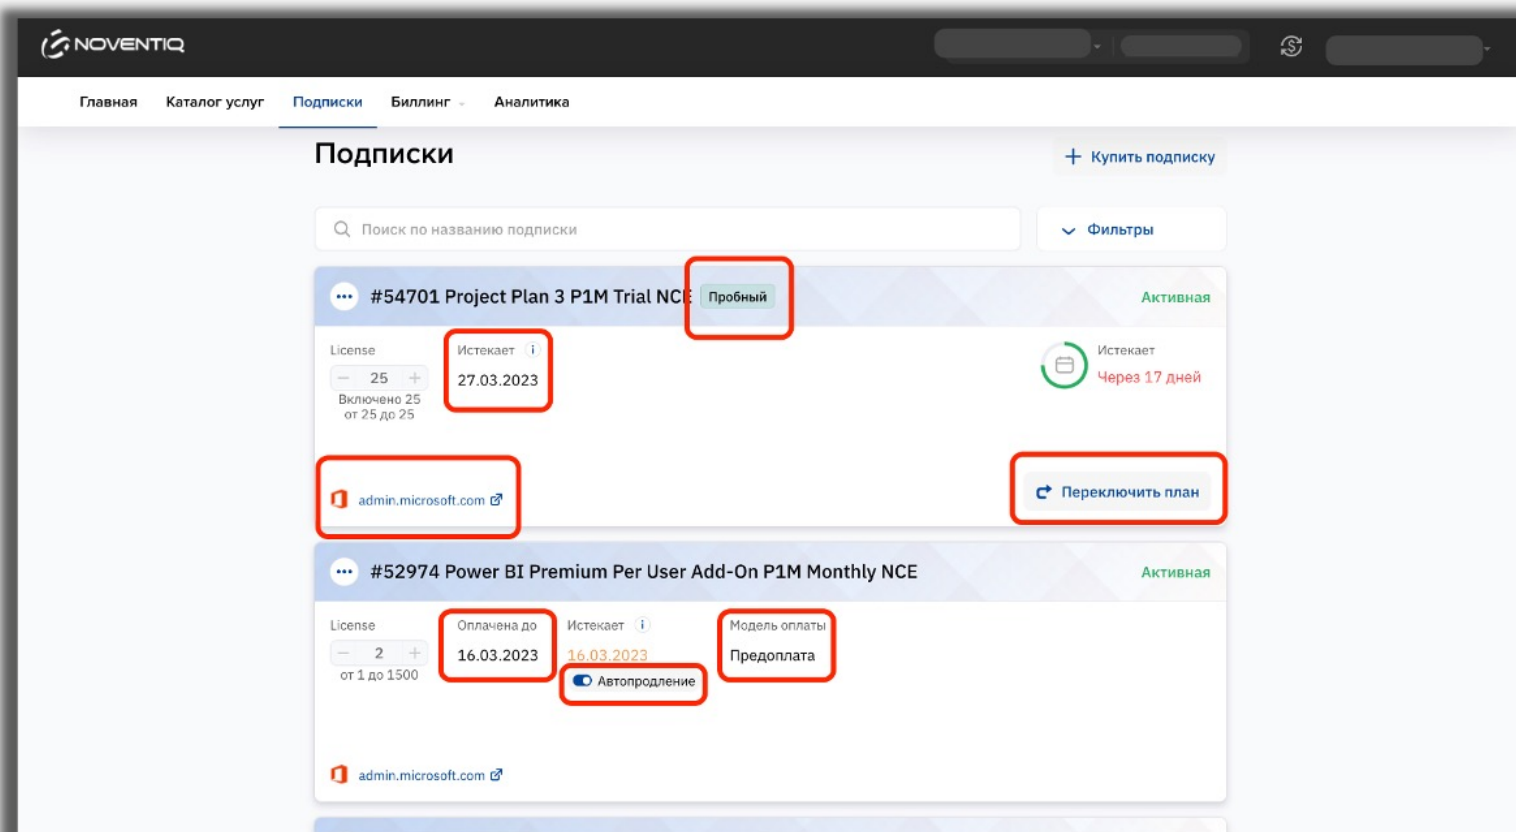 NOVENTIQ
Главная Каталог услуг Подписки Биллинг Аналитика
Подписки
+ Купить подписку
Поиск по названию подписки
Фильтры
#54701 Project Plan 3 P1M Trial NCE Пробный
Активная
License
25
Включено 25
от 25 до 25
Истекает
27.03.2023
Истекает
Через 17 дней
admin.microsoft.com
Переключить план
#52974 Power BI Premium Per User Add-On P1M Monthly NCE
Активная
License
2
от 1 до 1500
Оплачена до
16.03.2023
Истекает
16.03.2023
Автопродление
Модель оплаты
Предоплата
admin.microsoft.com